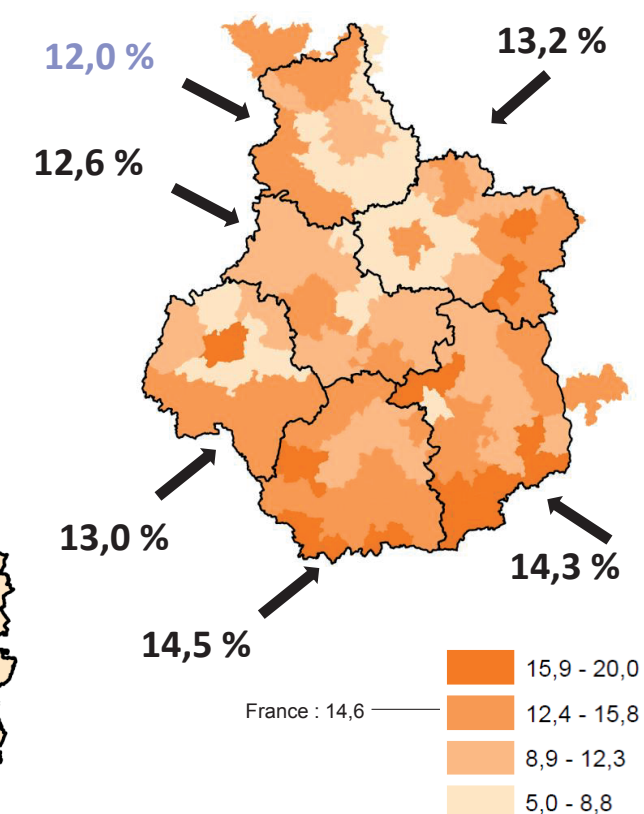 12,0 %
13,2 %
12,6 %
13,0 %
14,3 %
14,5 %
15,9 - 20,0
France : 14,6
12,4 - 15,8
8,9 - 12,3
5,0 - 8,8